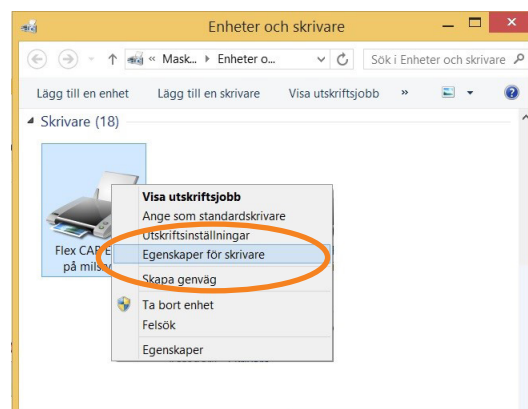 Enheter och skrivare
« Mask... Enheter o...
Sök i Enheter och skrivare
Lägg till en enhet Lägg till en skrivare Visa utskriftsjobb »
Skrivare (18)
Flex CAP
på mils
Visa utskriftsjobb
Ange som standardskrivare
Utskriftsinställningar
Egenskaper för skrivare
Skapa genväg
Ta bort enhet
Felsök
Egenskaper